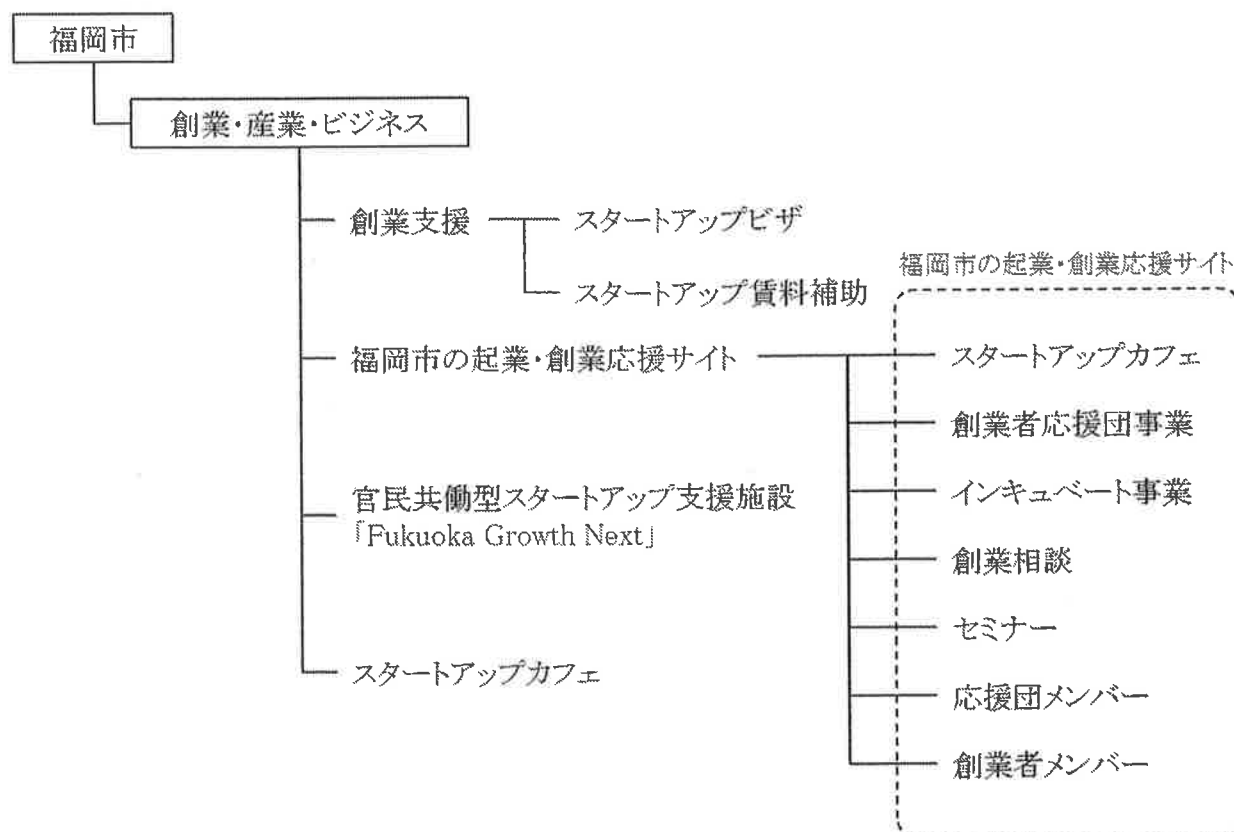 福岡市
創業・産業・ビジネス
創業支援
スタートアップビザ
スタートアップ賃料補助
福岡市の起業・創業応援サイト
福岡市の起業・創業応援サイト
官民共働型スタートアップ支援施設
「Fukuoka Growth Next」
スタートアップカフェ
スタートアップカフェ
創業者応援団事業
インキュベート事業
創業相談
セミナー
応援団メンバー
創業者メンバー